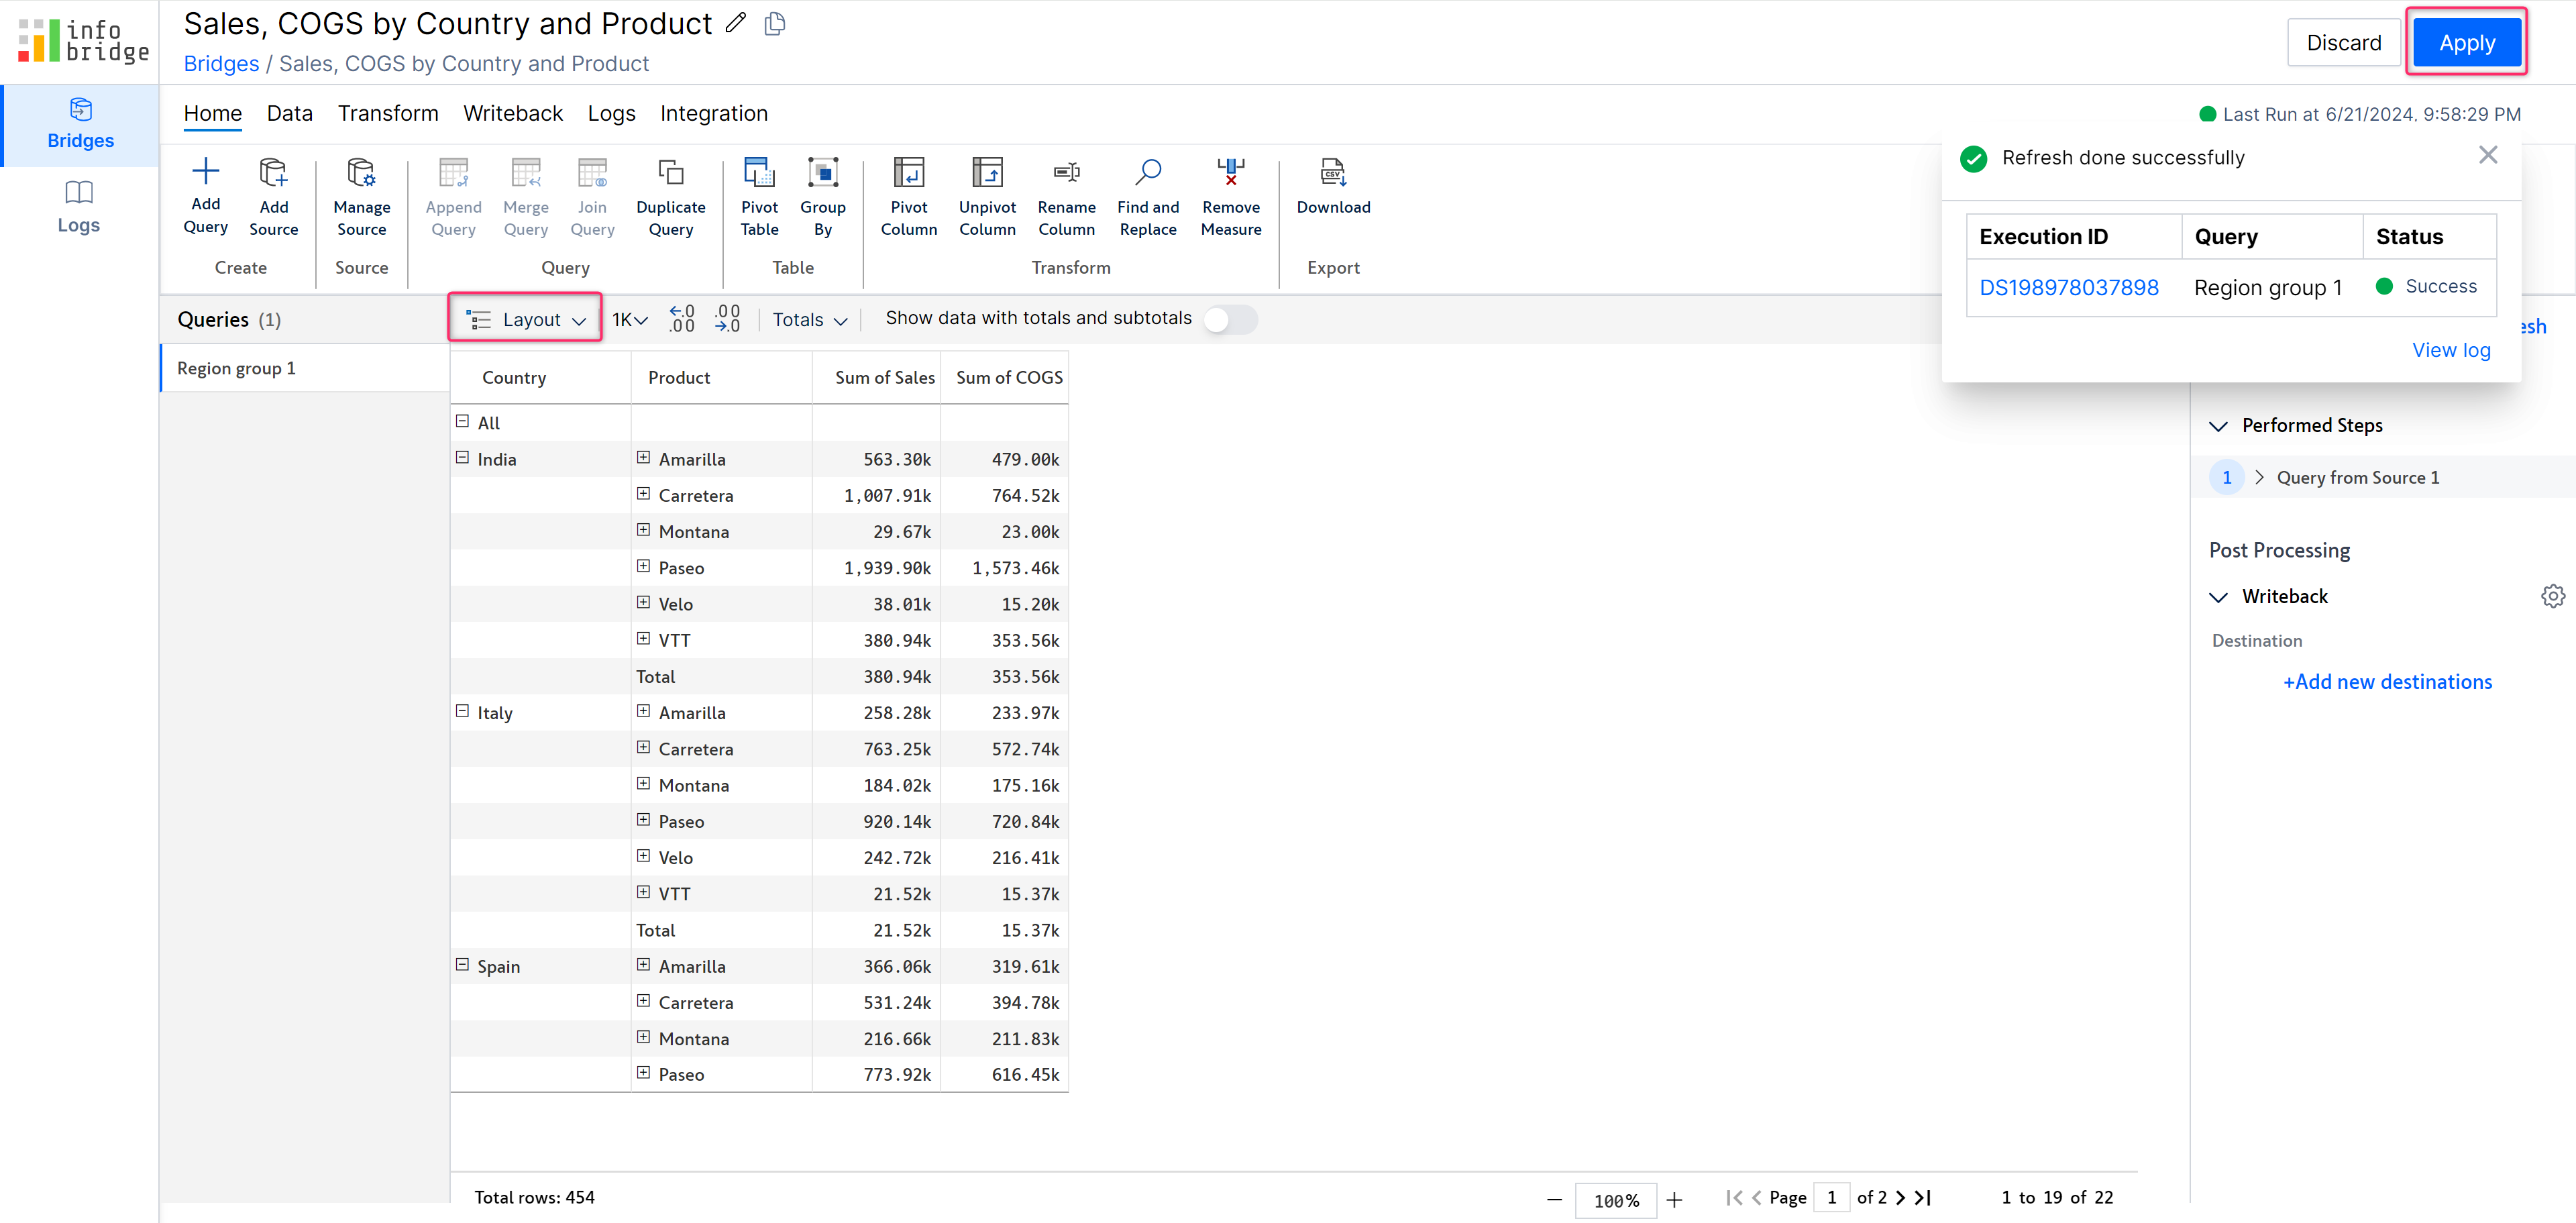 info
bridge
Sales, COGS by Country and Product
Bridges / Sales, COGS by Country and Product
Discard
Apply
Bridges
Logs
Home Data Transform Writeback Logs Integration
Last Run at 6/21/2024, 9:58:29 PM
Add
Query
Add
Source
Create
Manage
Source
Source
Append
Query
Merge
Query
Join
Query
Duplicate
Query
Query
Pivot
Table
Group
By
Table
Pivot
Column
Unpivot
Column
Rename
Column
Find and
Replace
Remove
Measure
Transform
CSV
Download
Export
Refresh done successfully
Execution ID Query Status
DS198978037898 Region group 1 Success
View log
esh
Queries (1)
Region group 1
Layout 1K .0 .00 .00 .0 Totals Show data with totals and subtotals
Country Product Sum of Sales Sum of COGS
All
India Amarilla 563.30k 479.00k
Carretera 1,007.91k 764.52k
Montana 29.67k 23.00k
Paseo 1,939.90k 1,573.46k
Velo 38.01k 15.20k
VTT 380.94k 353.56k
Total 380.94k 353.56k
Italy Amarilla 258.28k 233.97k
Carretera 763.25k 572.74k
Montana 184.02k 175.16k
Paseo 920.14k 720.84k
Velo 242.72k 216.41k
VTT 21.52k 15.37k
Total 21.52k 15.37k
Spain Amarilla 366.06k 319.61k
Carretera 531.24k 394.78k
Montana 216.66k 211.83k
Paseo 773.92k 616.45k
Performed Steps
1 Query from Source 1
Post Processing
Writeback
Destination
+Add new destinations
Total rows: 454
100%
Page 1 of 2
1 to 19 of 22